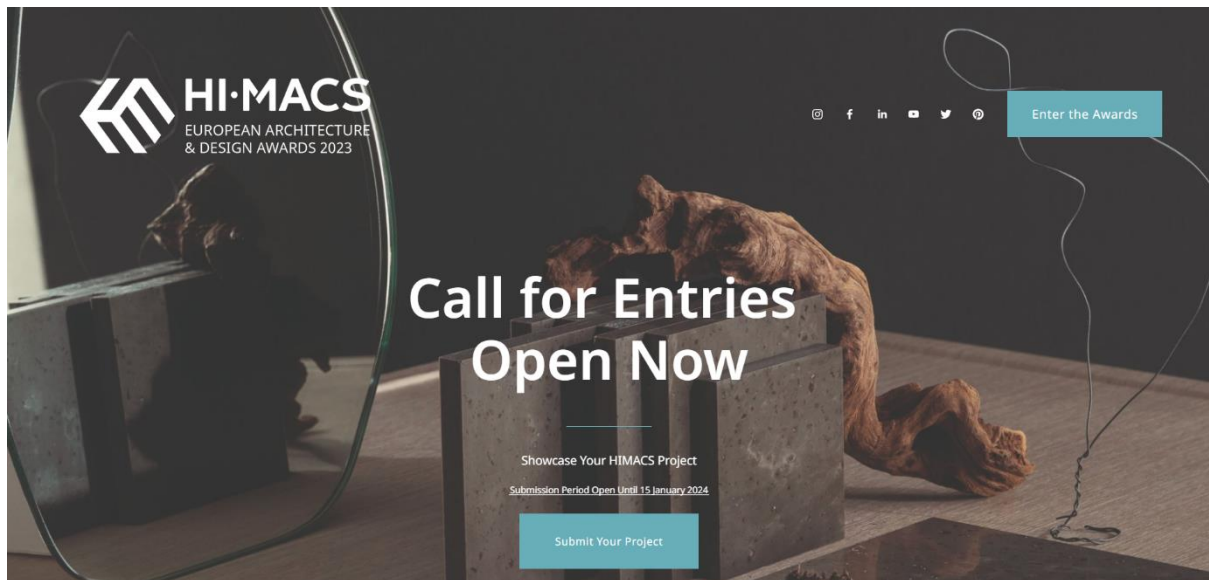 HI·MACS
EUROPEAN ARCHITECTURE
& DESIGN AWARDS 2023
Enter the Awards
Call for Entries
Open Now
Showcase Your HIMACS Project
Submission Period Open Until 15 January 2024
Submit Your Project